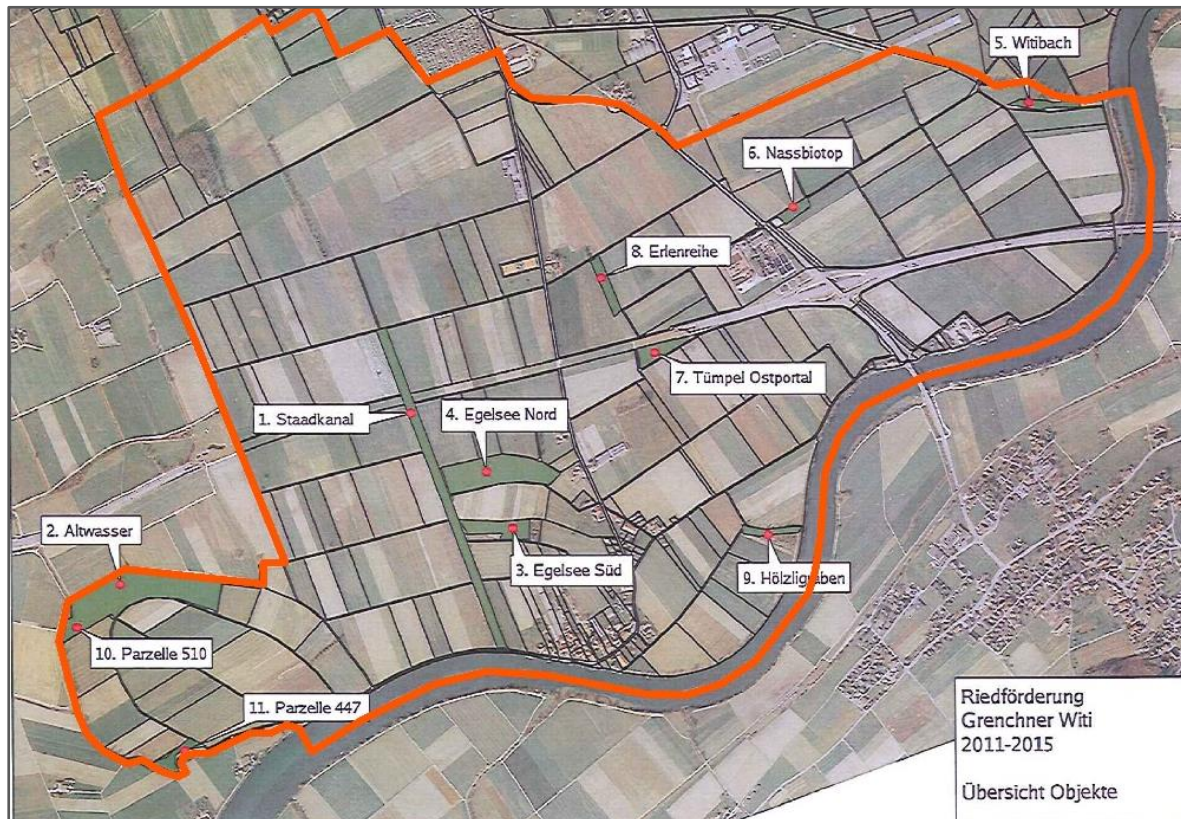 5. Witibach
6. Nassbiotop
8. Erlenreihe
7. Tümpel Ostportal
1. Staadkanal
4. Egelsee Nord
2. Altwasser
3. Egelsee Süd
9. Hölzligraben
10. Parzelle 510
11. Parzelle 447
Riedförderung
Grenchner Witi
2011-2015
Übersicht Objekte